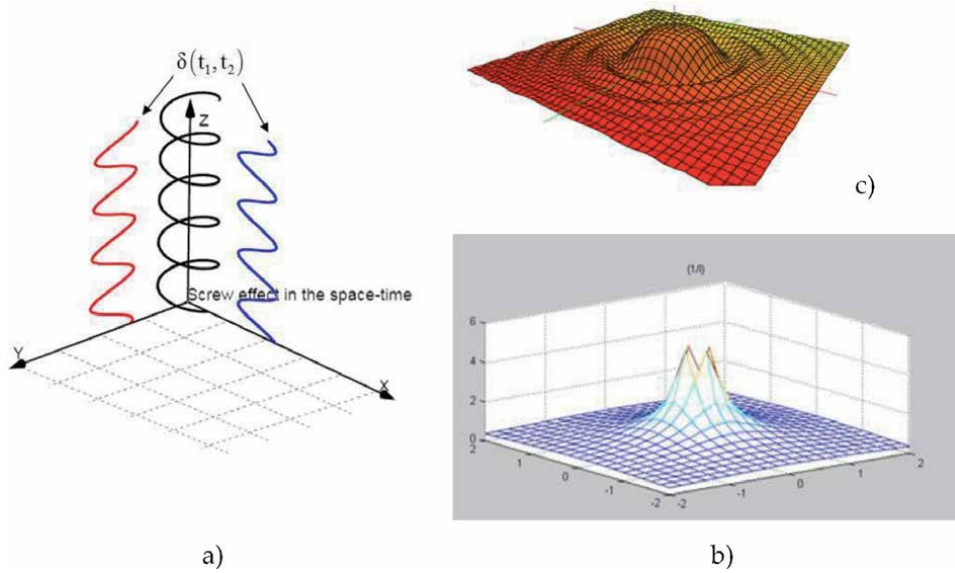 δ(t₁,t₂)
Z
Screw effect in the space-time
Y
X
a)
c)
(1/l)
6
4
2
0
2
1
0
-1
-2
-2
-1
0
1
2
b)